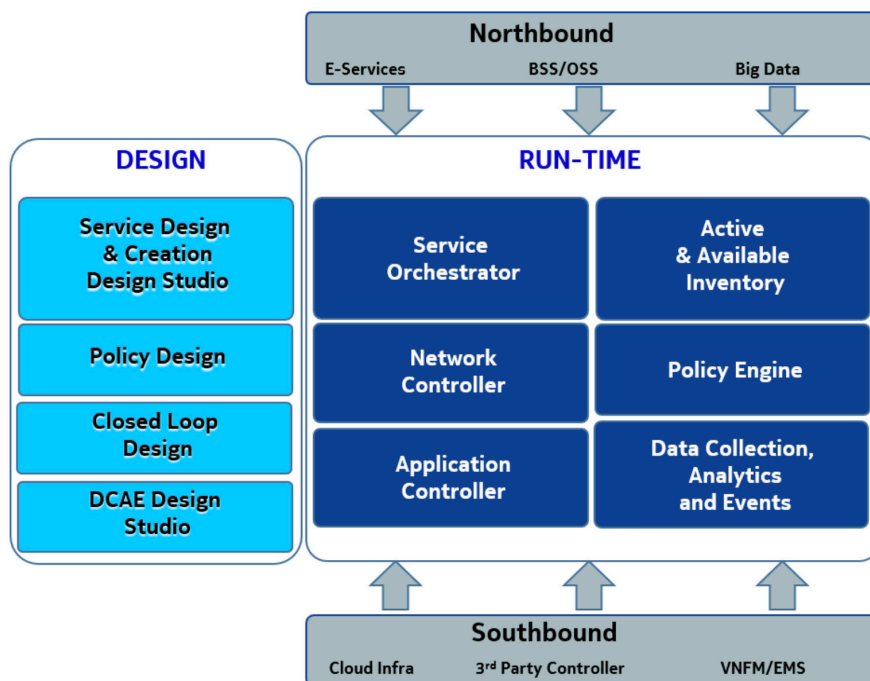 Northbound
E-Services BSS/OSS Big Data
DESIGN
Service Design
& Creation
Design Studio
Policy Design
Closed Loop
Design
DCAE Design
Studio
RUN-TIME
Service
Orchestrator
Active
& Available
Inventory
Network
Controller
Policy Engine
Application
Controller
Data Collection,
Analytics
and Events
Southbound
Cloud Infra 3rd Party Controller VNFM/EMS